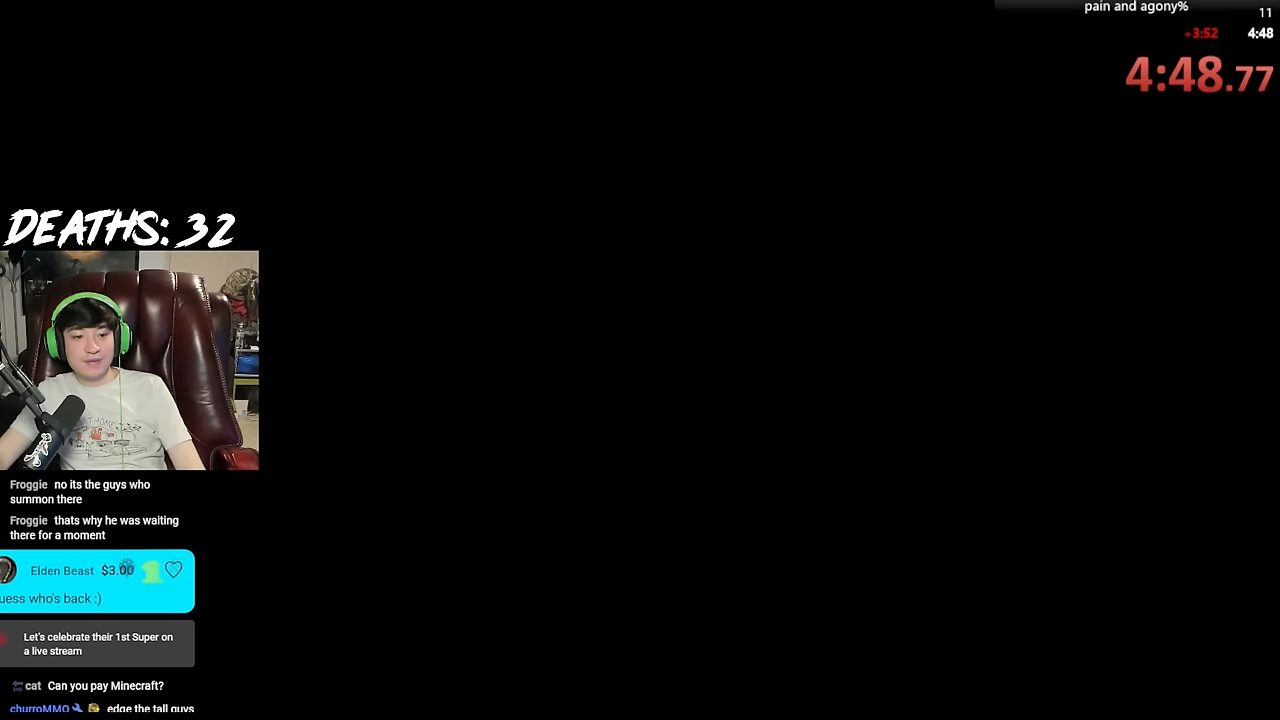 pain and agony%
11
+3:52 4:48
4:48.77
DEATHS: 32
Froggie no its the guys who
summon there
Froggie thats why he was waiting
there for a moment
Elden Beast $3.00
uess who's back :)
Let's celebrate their 1st Super on
a live stream
cat Can you pay Minecraft?
churroMMO edge the tall guys